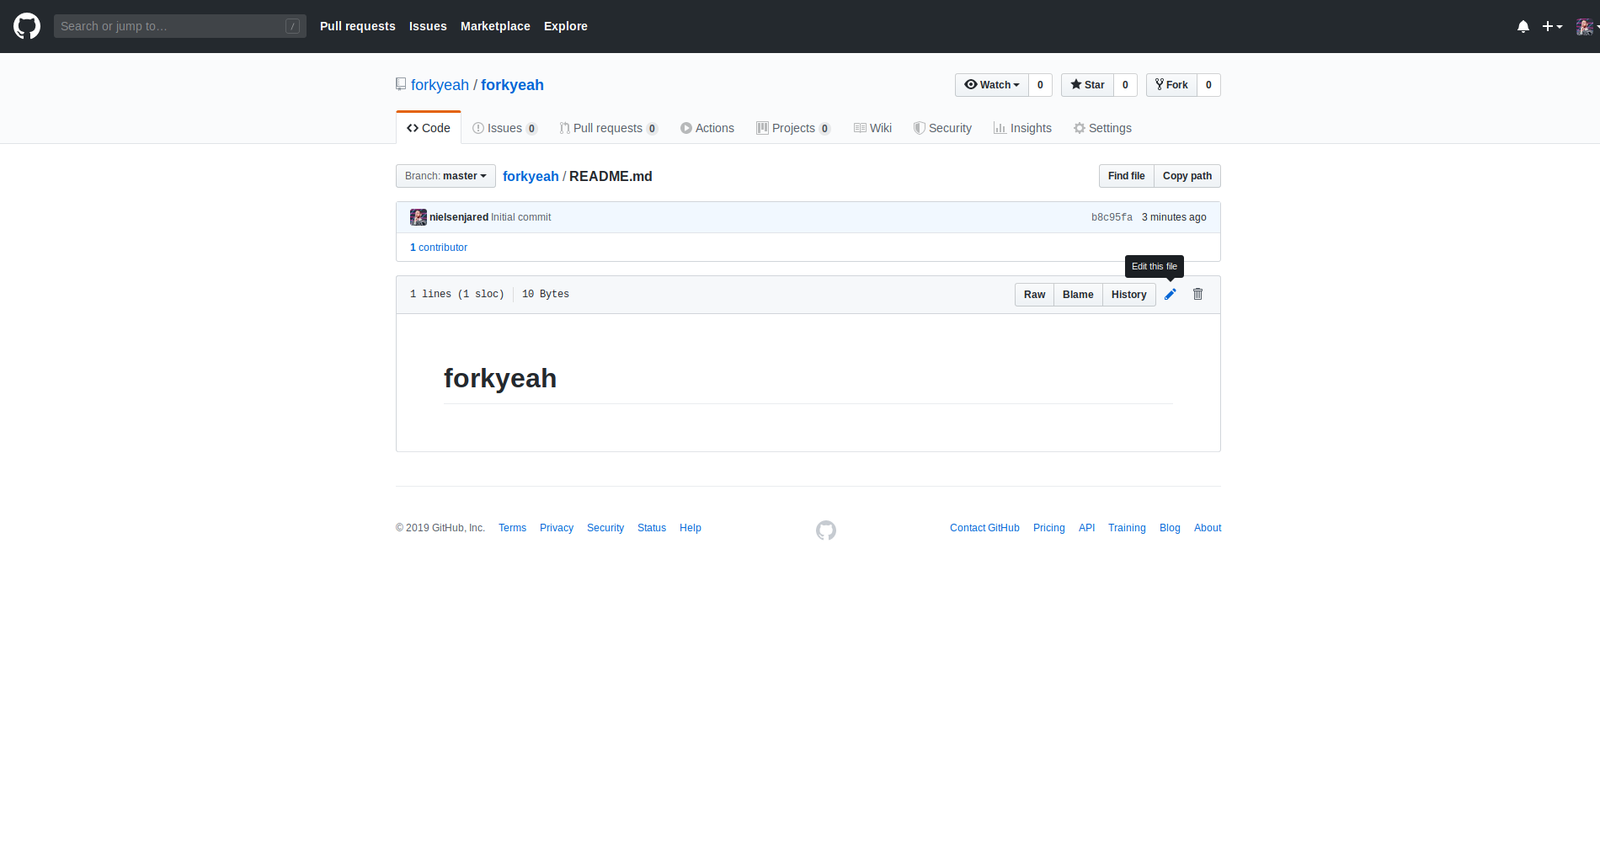 Search or jump to… / Pull requests Issues Marketplace Explore
forkyeah / forkyeah Watch 0 Star 0 Fork 0
Code Issues 0 Pull requests 0 Actions Projects 0 Wiki Security Insights Settings
Branch: master forkyeah / README.md Find file Copy path
nielsenjared Initial commit b8c95fa 3 minutes ago
1 contributor
Edit this file
1 lines (1 sloc) 10 Bytes Raw Blame History
forkyeah
© 2019 GitHub, Inc. Terms Privacy Security Status Help Contact GitHub Pricing API Training Blog About